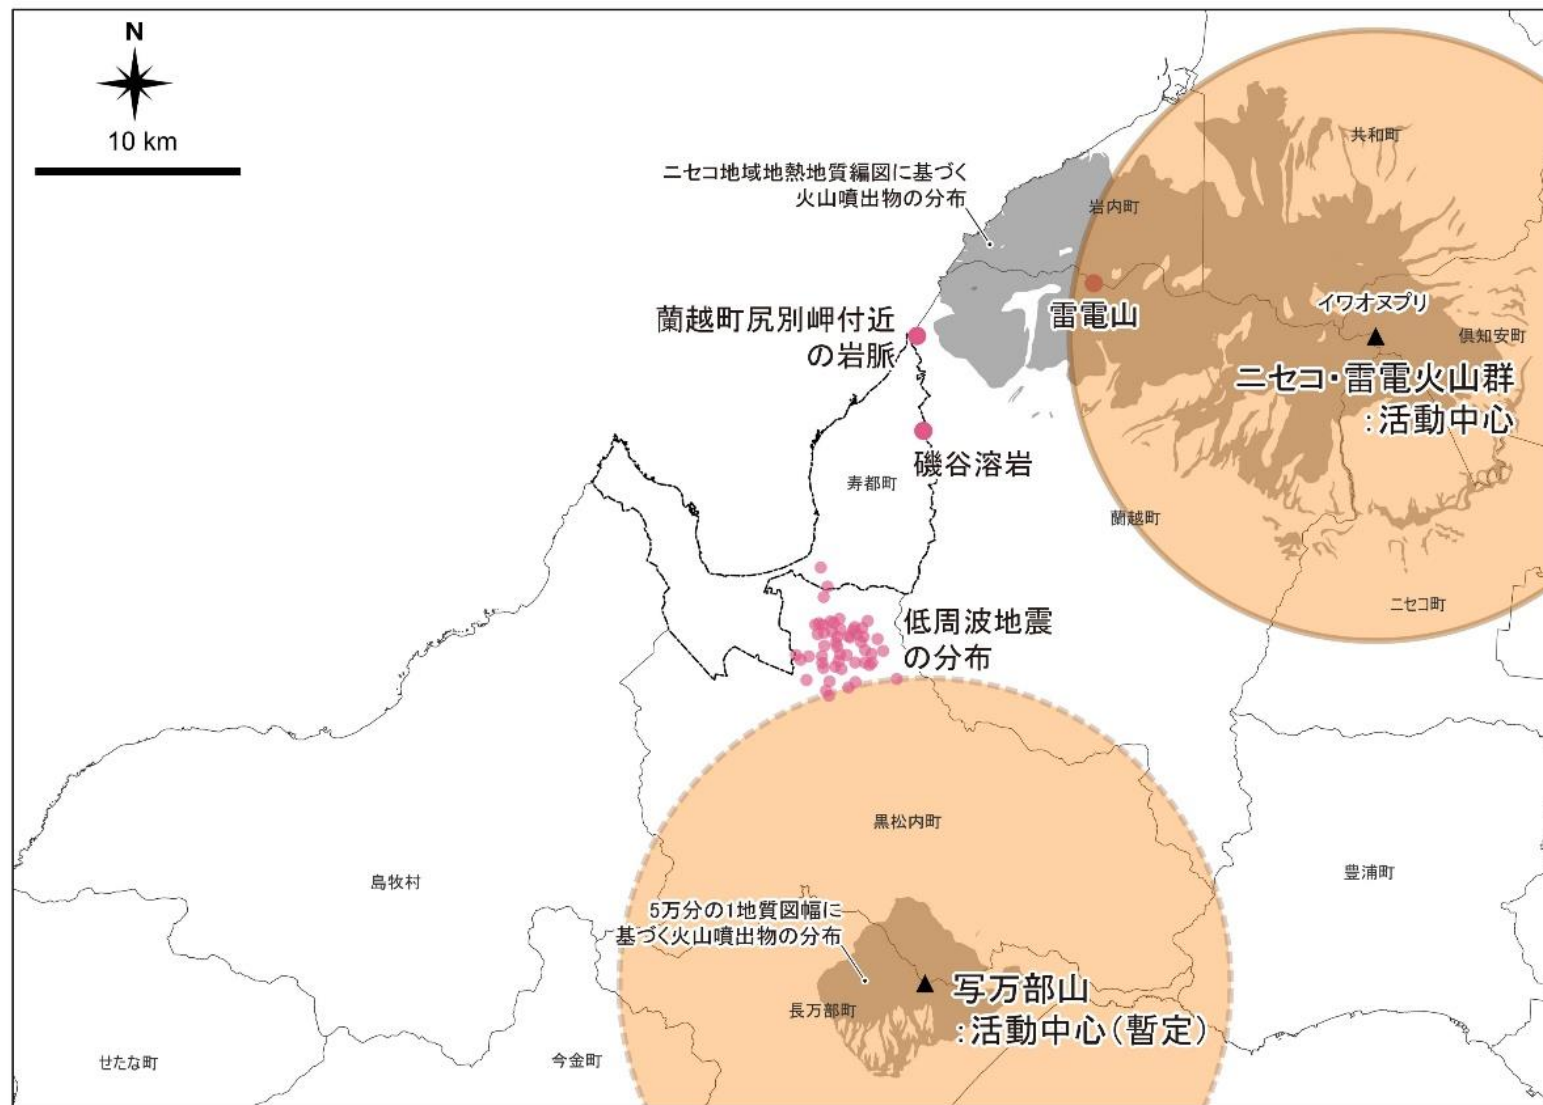 N
10 km
共和町
ニセコ地域地熱地質編図に基づく
火山噴出物の分布
岩内町
蘭越町尻別岬付近
の岩脈
雷電山
イワオヌプリ
倶知安町
ニセコ・雷電火山群
：活動中心
磯谷溶岩
寿都町
蘭越町
ニセコ町
低周波地震
の分布
黒松内町
島牧村
豊浦町
5万分の1地質図幅に
基づく火山噴出物の分布
写万部山
：活動中心（暫定）
長万部町
せたな町
今金町